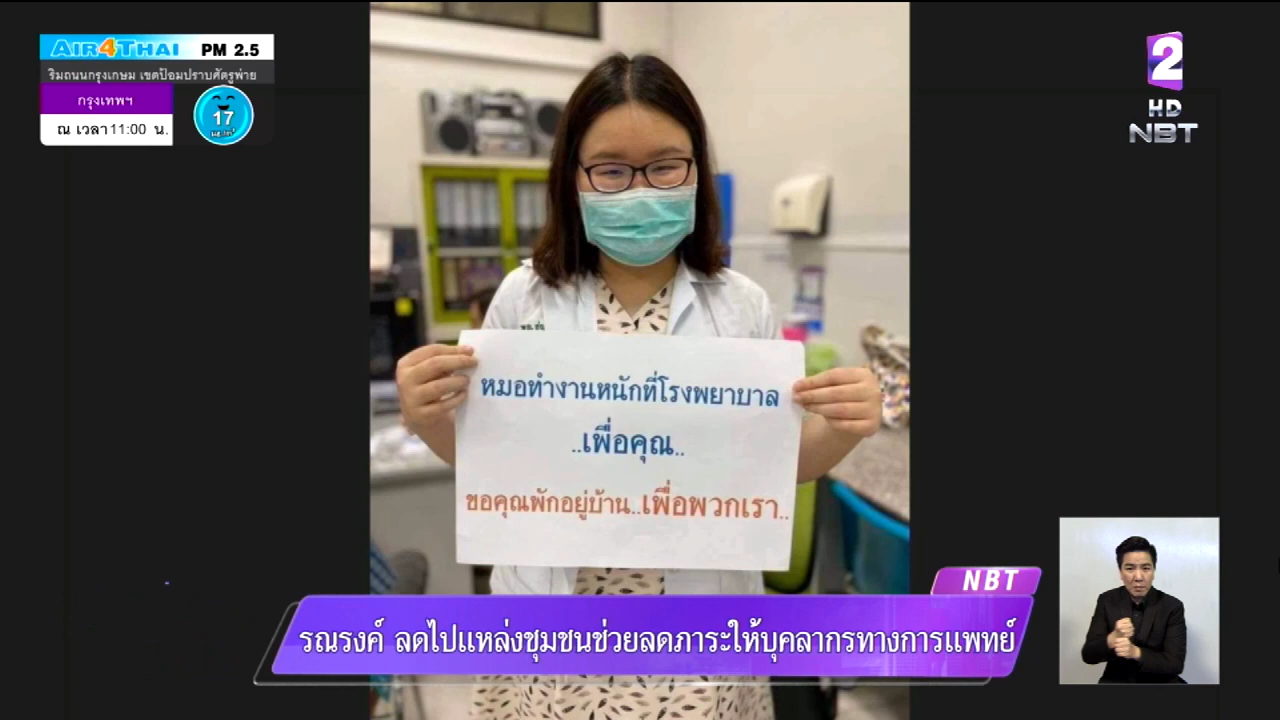 AIR4THAI PM 2.5
ริมถนนกรุงเกษม เขตป้อมปราบศัตรูพ่าย
กรุงเทพฯ
17
ณ เวลา 11:00 น.
2
HD
NBT
หมอทำงานหนักที่โรงพยาบาล
..เพื่อคุณ..
ขอคุณพักอยู่บ้าน..เพื่อพวกเรา..
NBT
รณรงค์ ลดไปแหล่งชุมชนช่วยลดภาระให้บุคลากรทางการแพทย์